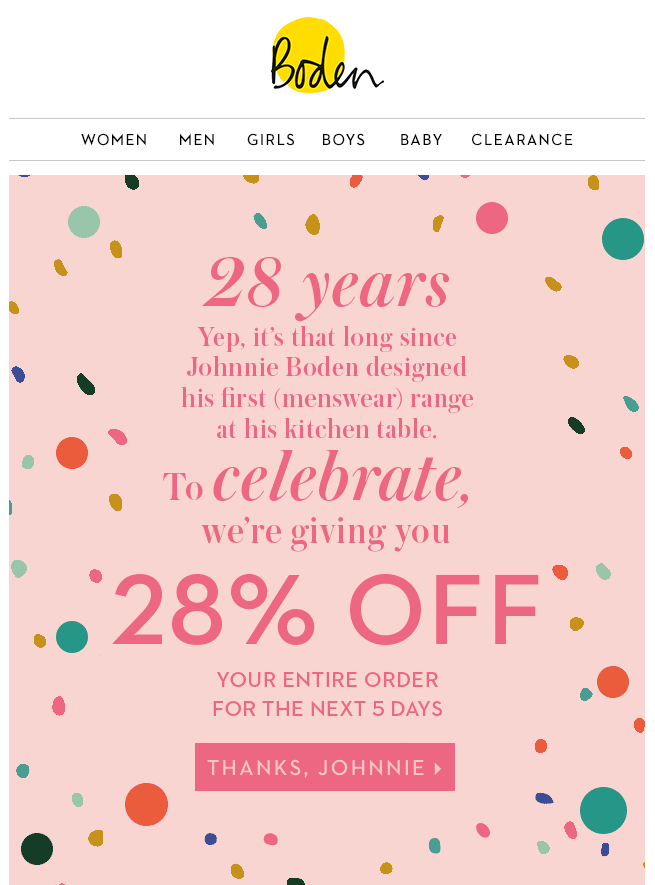 Boden
WOMEN MEN GIRLS BOYS BABY CLEARANCE
28 years
Yep, it's that long since
Johnnie Boden designed
his first (menswear) range
at his kitchen table.
To celebrate,
we're giving you
28% OFF
YOUR ENTIRE ORDER
FOR THE NEXT 5 DAYS
THANKS, JOHNNIE